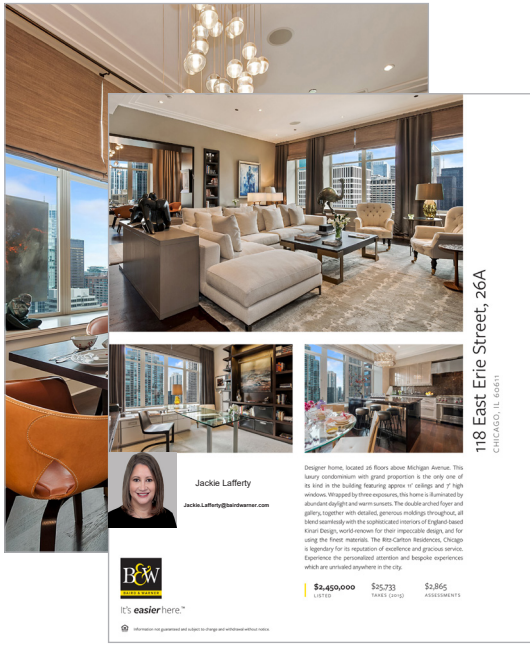 118 East Erie Street, 26A
CHICAGO, IL 60611
Jackie Lafferty
Jackie.Lafferty@bairdwarner.com
Designer home, located 26 floors above Michigan Avenue. This
luxury condominium with grand proportion is the only one of
its kind in the building featuring approx 11' ceilings and 7' high
windows. Wrapped by three exposures, this home is illuminated by
abundant daylight and warm sunsets. The double arched foyer and
gallery, together with detailed, generous moldings throughout, all
blend seamlessly with the sophisticated interiors of England-based
Kinari Design, world-renown for their impeccable design, and for
using the finest materials. The Ritz-Carlton Residences, Chicago
is legendary for its reputation of excellence and gracious service.
Experience the personalized attention and bespoke experiences
which are unrivaled anywhere in the city.
$2,450,000 $25,733 $2,865
LISTED TAXES (2015) ASSESSMENTS
B&W
BAIRD & WARNER
It's easier here.™
Information not guaranteed and subject to change and withdrawal without notice.